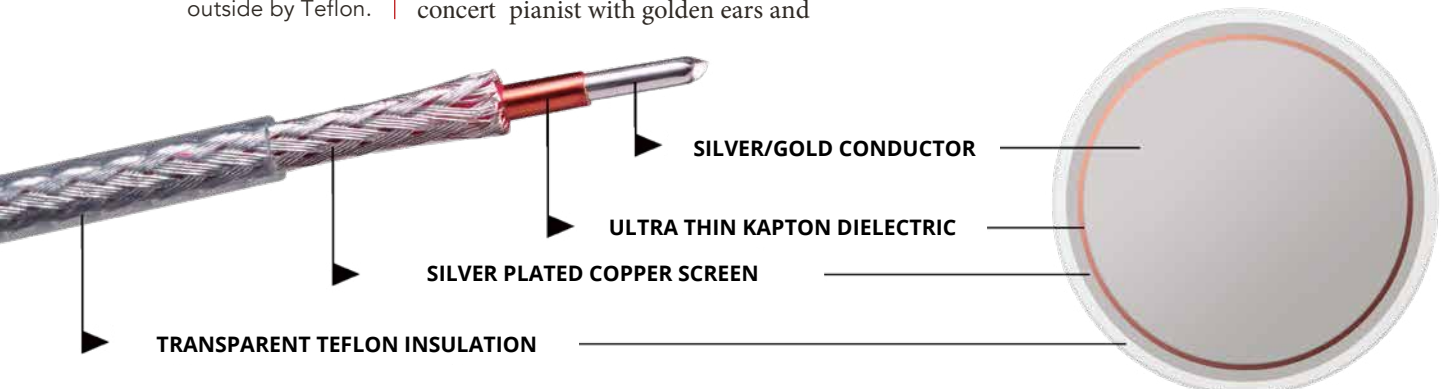 outside by Teflon.
concert pianist with golden ears and
SILVER/GOLD CONDUCTOR
ULTRA THIN KAPTON DIELECTRIC
SILVER PLATED COPPER SCREEN
TRANSPARENT TEFLON INSULATION